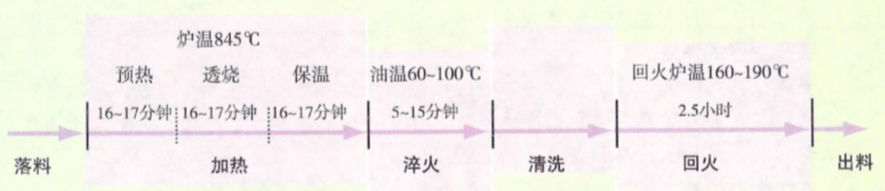 炉温845℃
预热 透烧 保温 油温60~100℃ 回火炉温160~190℃
16~17分钟 16~17分钟 16~17分钟 5~15分钟 2.5小时
落料 加热 淬火 清洗 回火 出料